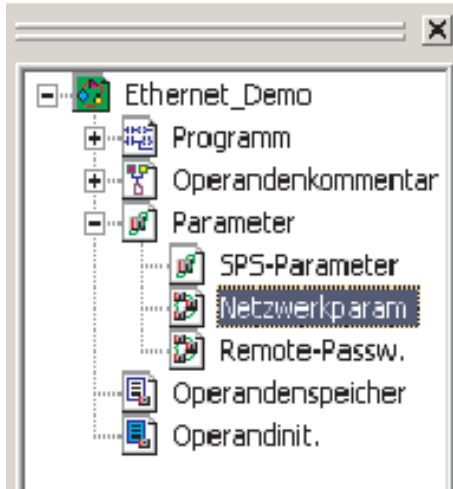 Ethernet_Demo
Programm
Operandenkommentar
Parameter
SPS-Parameter
Netzwerkparam
Remote-Passw.
Operandenspeicher
Operandinit.